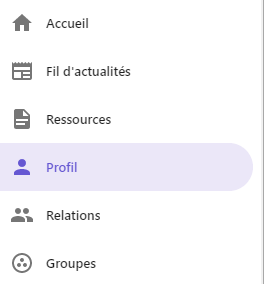 Accueil
Fil d'actualités
Ressources
Profil
Relations
Groupes